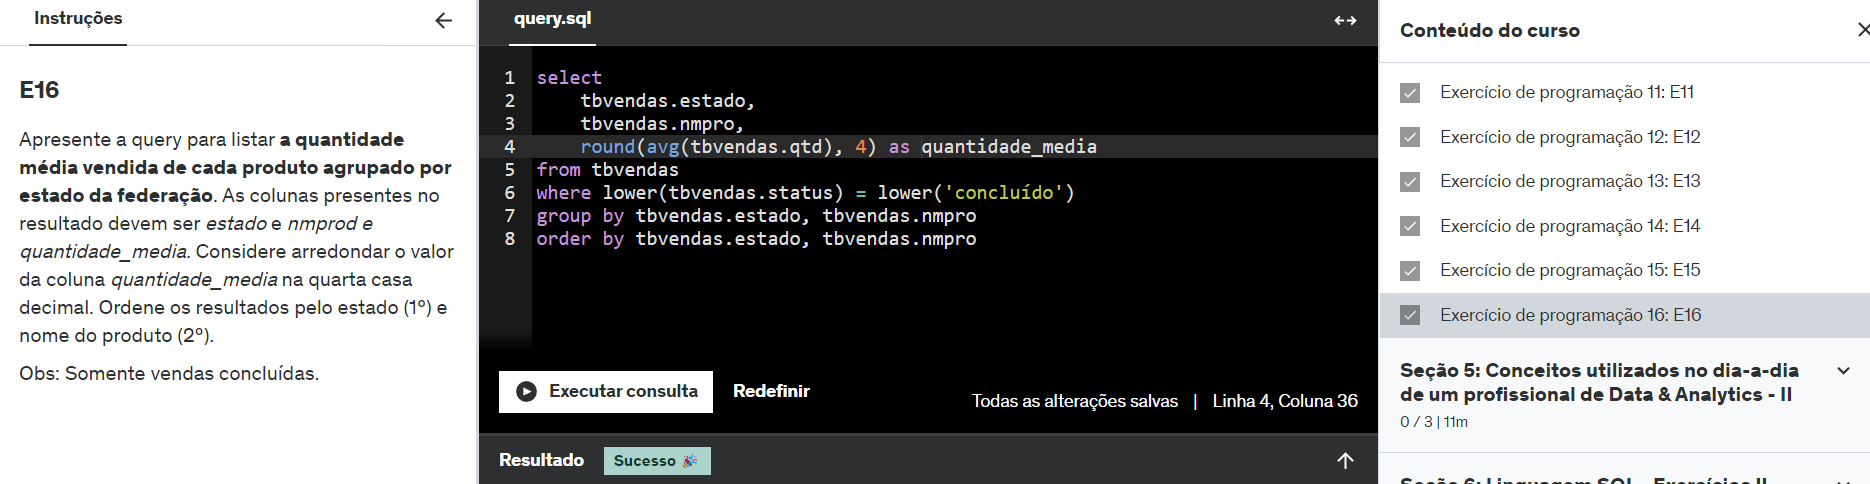 Instruções
E16
Apresente a query para listar a quantidade
média vendida de cada produto agrupado por
estado da federação. As colunas presentes no
resultado devem ser estado e nmprod e
quantidade_media. Considere arredondar o valor
da coluna quantidade_media na quarta casa
decimal. Ordene os resultados pelo estado (1º) e
nome do produto (2º).
Obs: Somente vendas concluídas.
query.sql
1 select
2 tbvendas.estado,
3 tbvendas.nmpro,
4 round(avg(tbvendas.qtd), 4) as quantidade_media
5 from tbvendas
6 where lower(tbvendas.status) = lower('concluído')
7 group by tbvendas.estado, tbvendas.nmpro
8 order by tbvendas.estado, tbvendas.nmpro
Executar consulta
Redefinir
Todas as alterações salvas | Linha 4, Coluna 36
Resultado
Sucesso 🎉
Conteúdo do curso
Exercício de programação 11: E11
Exercício de programação 12: E12
Exercício de programação 13: E13
Exercício de programação 14: E14
Exercício de programação 15: E15
Exercício de programação 16: E16
Seção 5: Conceitos utilizados no dia-a-dia
de um profissional de Data & Analytics - II
0 / 3 | 11m
Seção 6: Linguagem SQL - Exercícios II